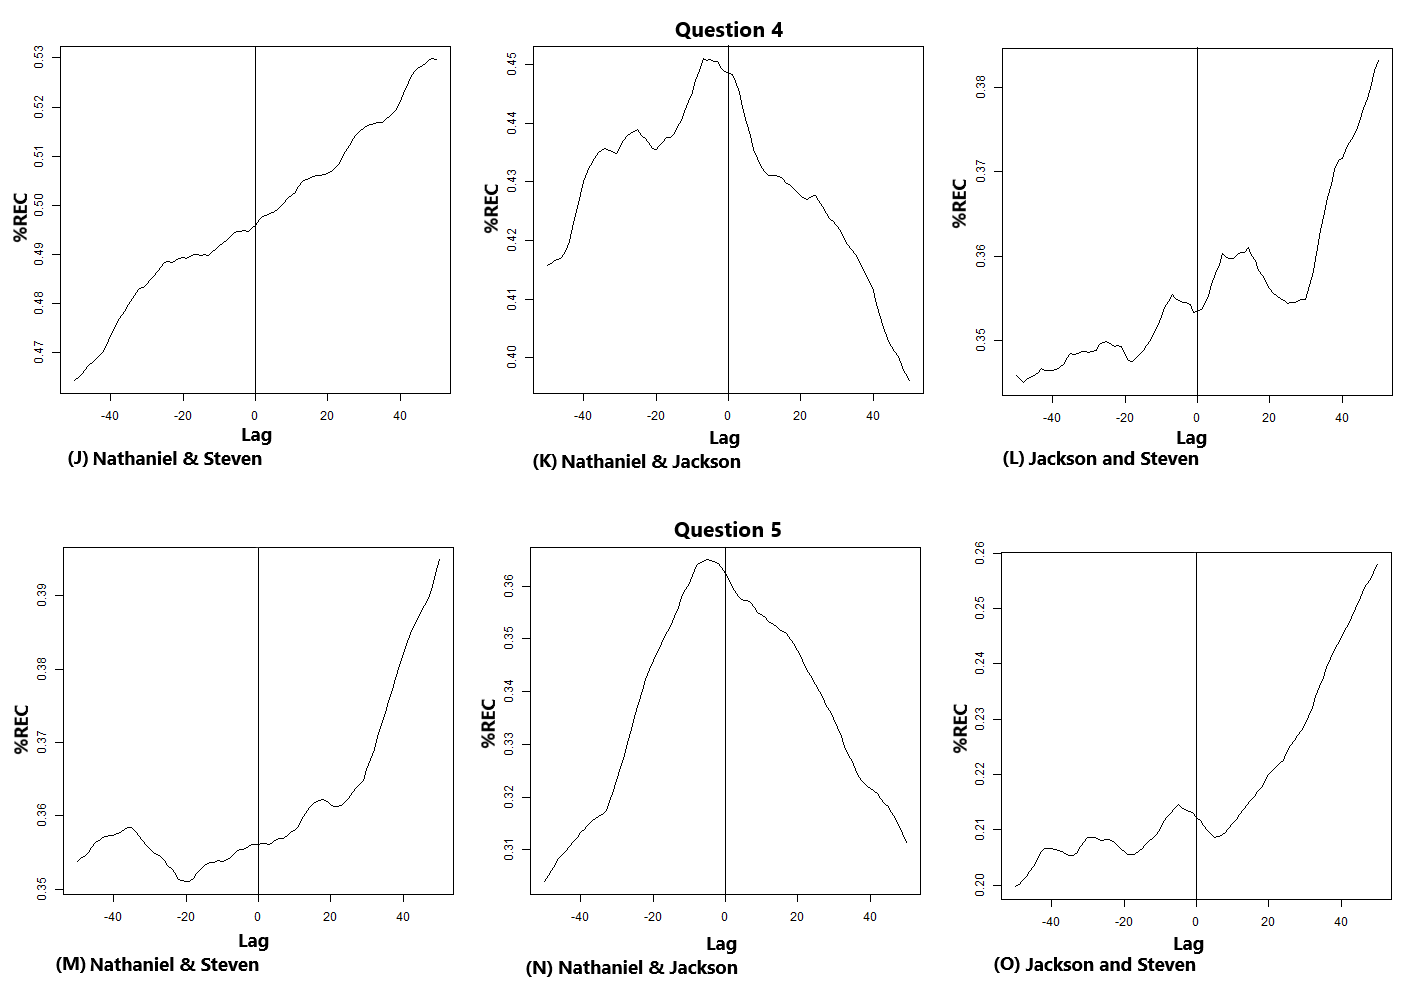 Question 4
0.53
0.52
0.51
0.50
0.49
0.48
0.47
%REC
-40 -20 0 20 40
Lag
(J) Nathaniel & Steven
0.45
0.44
0.43
0.42
0.41
0.40
%REC
-40 -20 0 20 40
Lag
(K) Nathaniel & Jackson
0.38
0.37
0.36
0.35
%REC
-40 -20 0 20 40
Lag
(L) Jackson and Steven
Question 5
0.39
0.38
0.37
0.36
0.35
%REC
-40 -20 0 20 40
Lag
(M) Nathaniel & Steven
0.36
0.35
0.34
0.33
0.32
0.31
%REC
-40 -20 0 20 40
Lag
(N) Nathaniel & Jackson
0.26
0.25
0.24
0.23
0.22
0.21
0.20
%REC
-40 -20 0 20 40
Lag
(O) Jackson and Steven